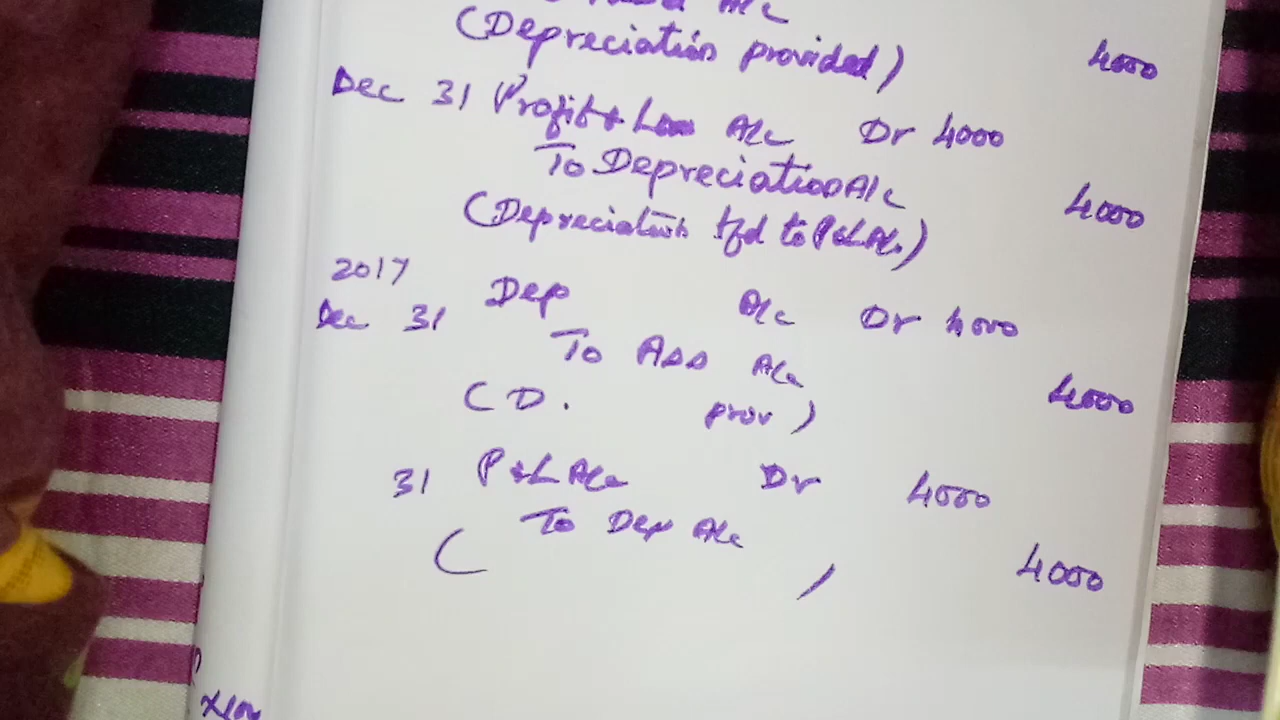 A/c
(Depreciation provided) 4000
Dec 31 Profit & Loss A/c Dr 4000
To Depreciation A/c 4000
(Depreciation tfd to P&L A/c)
2017
Dec 31 Dep A/c Dr 4000
To Ass A/c 4000
(D. prov)
31 P&L A/c Dr 4000
To Dep A/c 4000
( )